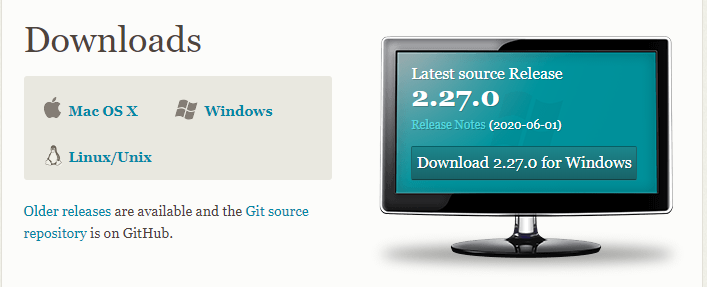 Downloads
Mac OS X
Windows
Linux/Unix
Older releases are available and the Git source
repository is on GitHub.
Latest source Release
2.27.0
Release Notes (2020-06-01)
Download 2.27.0 for Windows